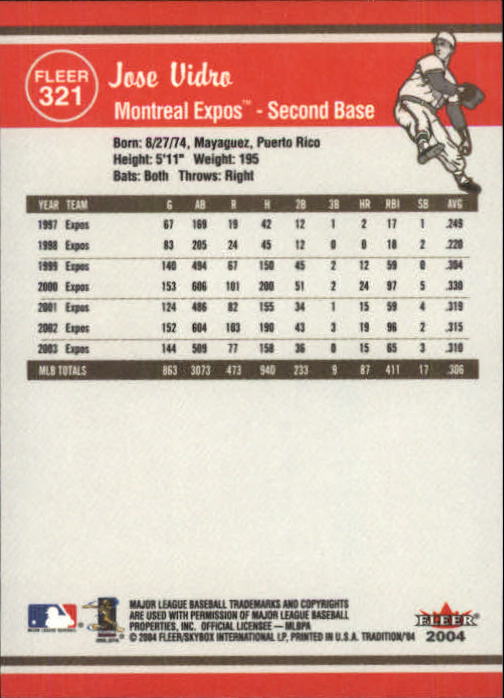 FLEER
321
Jose Vidro
Montreal Expos™ - Second Base
Born: 8/27/74, Mayaguez, Puerto Rico
Height: 5'11" Weight: 195
Bats: Both Throws: Right
YEAR TEAM G AB R H 2B 3B HR RBI SB AVG
1997 Expos 67 169 19 42 12 1 2 17 1 .249
1998 Expos 83 205 24 45 12 0 0 18 2 .220
1999 Expos 140 494 67 150 45 2 12 59 0 .304
2000 Expos 153 606 101 200 51 2 24 97 5 .330
2001 Expos 124 486 82 155 34 1 15 59 4 .319
2002 Expos 152 604 103 190 43 3 19 96 2 .315
2003 Expos 144 509 77 158 36 0 15 65 3 .310
MLB TOTALS 863 3073 473 940 233 9 87 411 17 .306
MAJOR LEAGUE BASEBALL TRADEMARKS AND COPYRIGHTS
ARE USED WITH PERMISSION OF MAJOR LEAGUE BASEBALL
PROPERTIES, INC. OFFICIAL LICENSEE — MLBPA
© 2004 FLEER/SKYBOX INTERNATIONAL LP, PRINTED IN U.S.A. TRADITION/'04
FLEER
2004